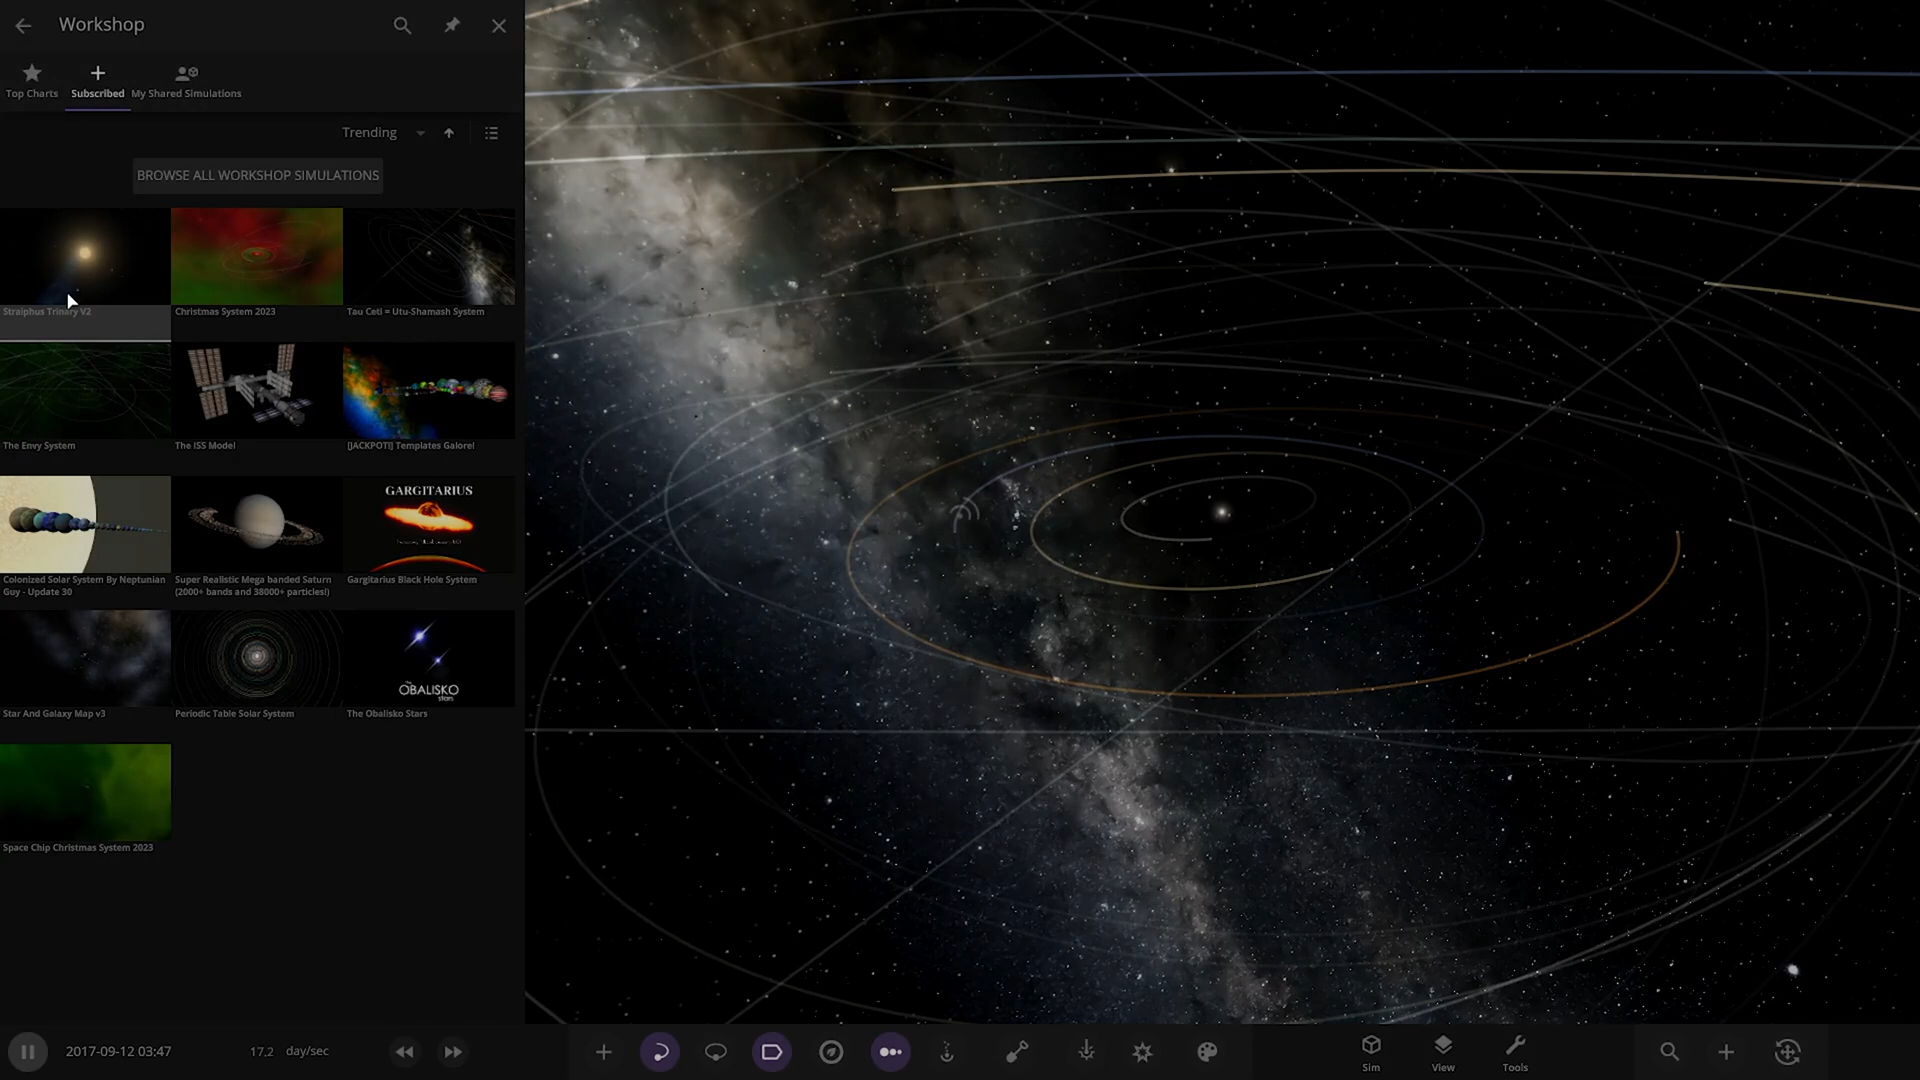 Workshop
Top Charts
Subscribed
My Shared Simulations
Trending
BROWSE ALL WORKSHOP SIMULATIONS
Straiphus Trinary V2
Christmas System 2023
Tau Ceti = Utu-Shamash System
The Envy System
The ISS Model
[JACKPOT!] Templates Galore!
GARGITARIUS
Colonized Solar System By Neptunian
Guy - Update 30
Super Realistic Mega banded Saturn
(2000+ bands and 38000+ particles!)
Gargitarius Black Hole System
OBALISKO
Star And Galaxy Map v3
Periodic Table Solar System
The Obalisko Stars
Space Chip Christmas System 2023
2017-09-12 03:47
17.2 day/sec
Sim
View
Tools